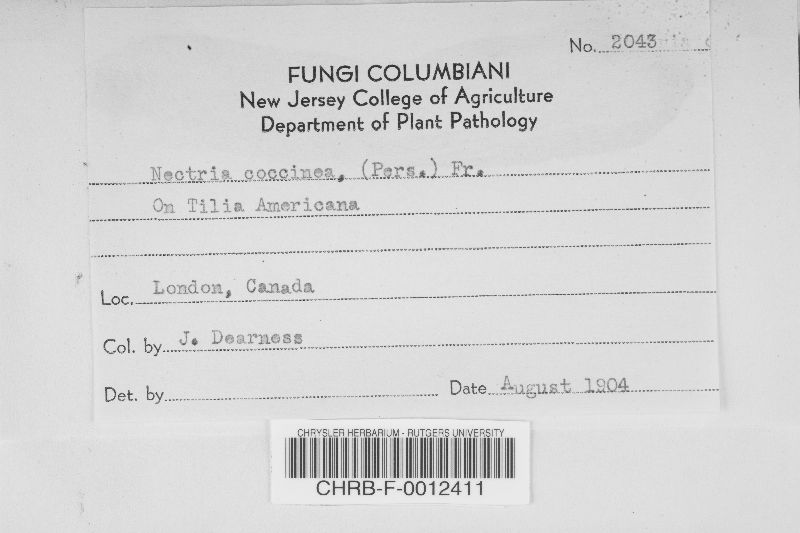 No. 2043
FUNGI COLUMBIANI
New Jersey College of Agriculture
Department of Plant Pathology
Nectria coccinea, (Pers.) Fr.
On Tilia Americana
Loc. London, Canada
Col. by J. Dearness
Det. by
Date August 1904
CHRYSLER HERBARIUM - RUTGERS UNIVERSITY
CHRB-F-0012411